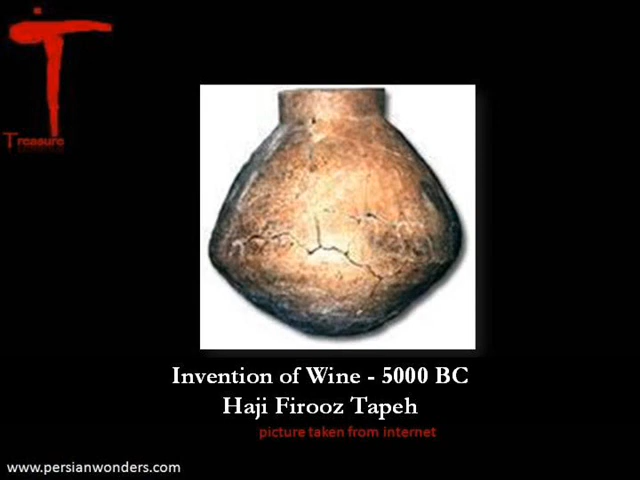 Treasure
Invention of Wine - 5000 BC
Haji Firooz Tapeh
picture taken from internet
www.persianwonders.com